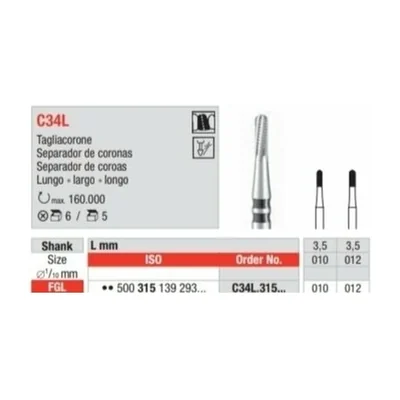 C34L
Tagliacorone
Separador de coronas
Separador de coroas
Lungo • largo • longo
max. 160.000
6 / 5
Shank L mm 3,5 3,5
Size ISO Order No. 010 012
Ø 1/10 mm
FGL •• 500 315 139 293... C34L.315... 010 012